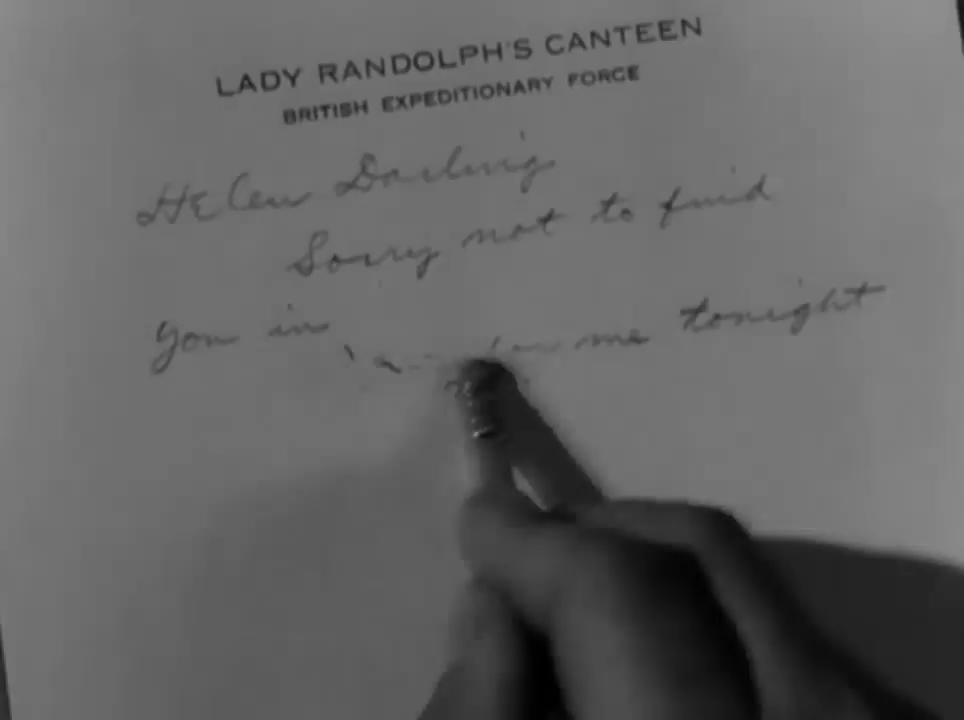 LADY RANDOLPH'S CANTEEN
BRITISH EXPEDITIONARY FORCE
Helen Darling
Sorry not to find
you in me tonight